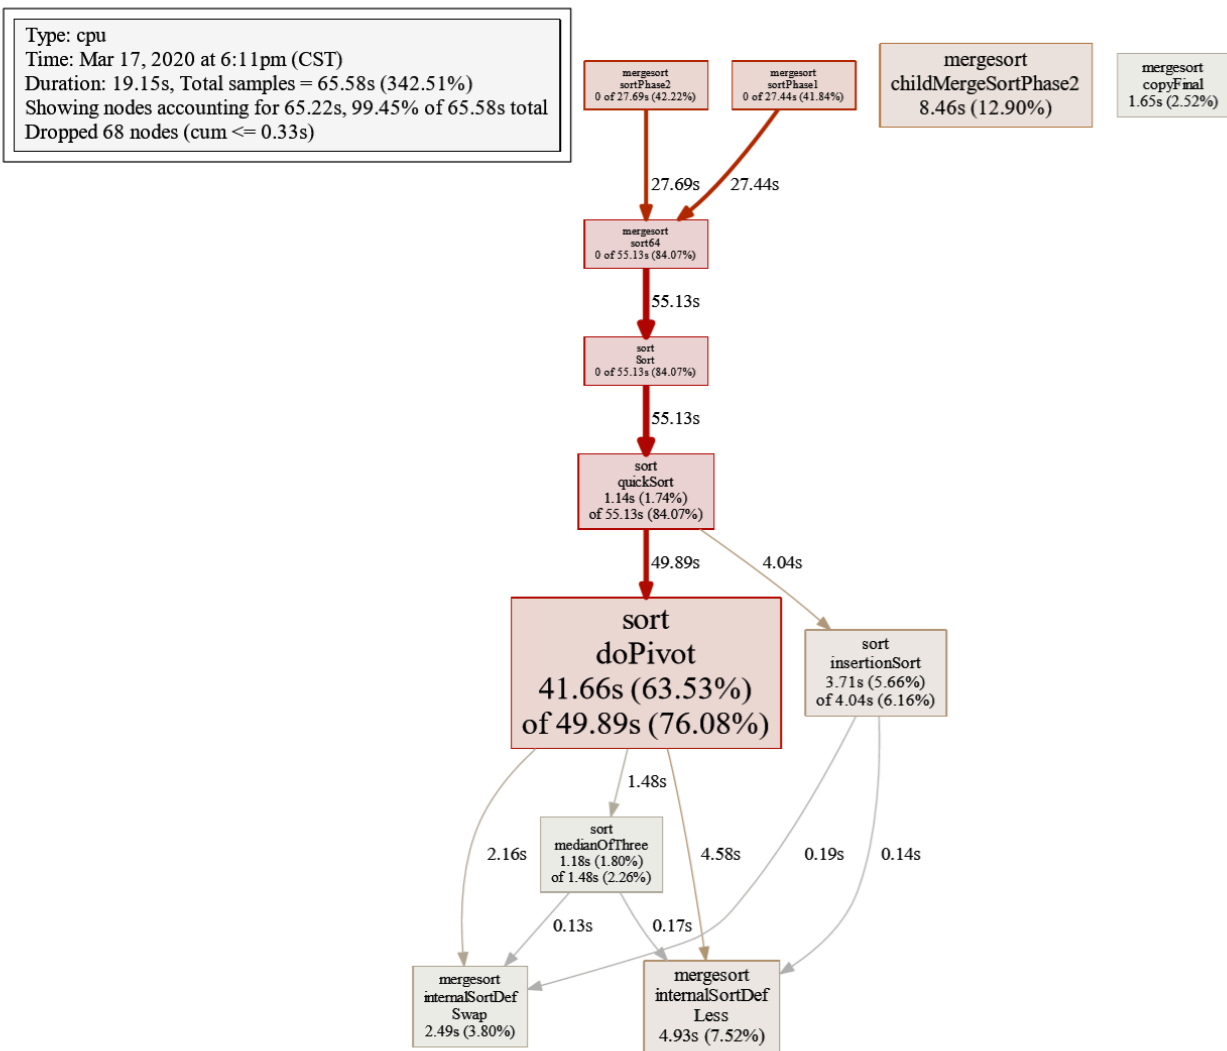 Type: cpu
Time: Mar 17, 2020 at 6:11pm (CST)
Duration: 19.15s, Total samples = 65.58s (342.51%)
Showing nodes accounting for 65.22s, 99.45% of 65.58s total
Dropped 68 nodes (cum <= 0.33s)
mergesort
sortPhase2
0 of 27.69s (42.22%)
mergesort
sortPhase1
0 of 27.44s (41.84%)
mergesort
childMergeSortPhase2
8.46s (12.90%)
mergesort
copyFinal
1.65s (2.52%)
27.69s
27.44s
mergesort
sort64
0 of 55.13s (84.07%)
55.13s
sort
Sort
0 of 55.13s (84.07%)
55.13s
sort
quickSort
1.14s (1.74%)
of 55.13s (84.07%)
49.89s
4.04s
sort
doPivot
41.66s (63.53%)
of 49.89s (76.08%)
sort
insertionSort
3.71s (5.66%)
of 4.04s (6.16%)
1.48s
sort
medianOfThree
1.18s (1.80%)
of 1.48s (2.26%)
2.16s
4.58s
0.19s
0.14s
0.13s
0.17s
mergesort
internalSortDef
Swap
2.49s (3.80%)
mergesort
internalSortDef
Less
4.93s (7.52%)